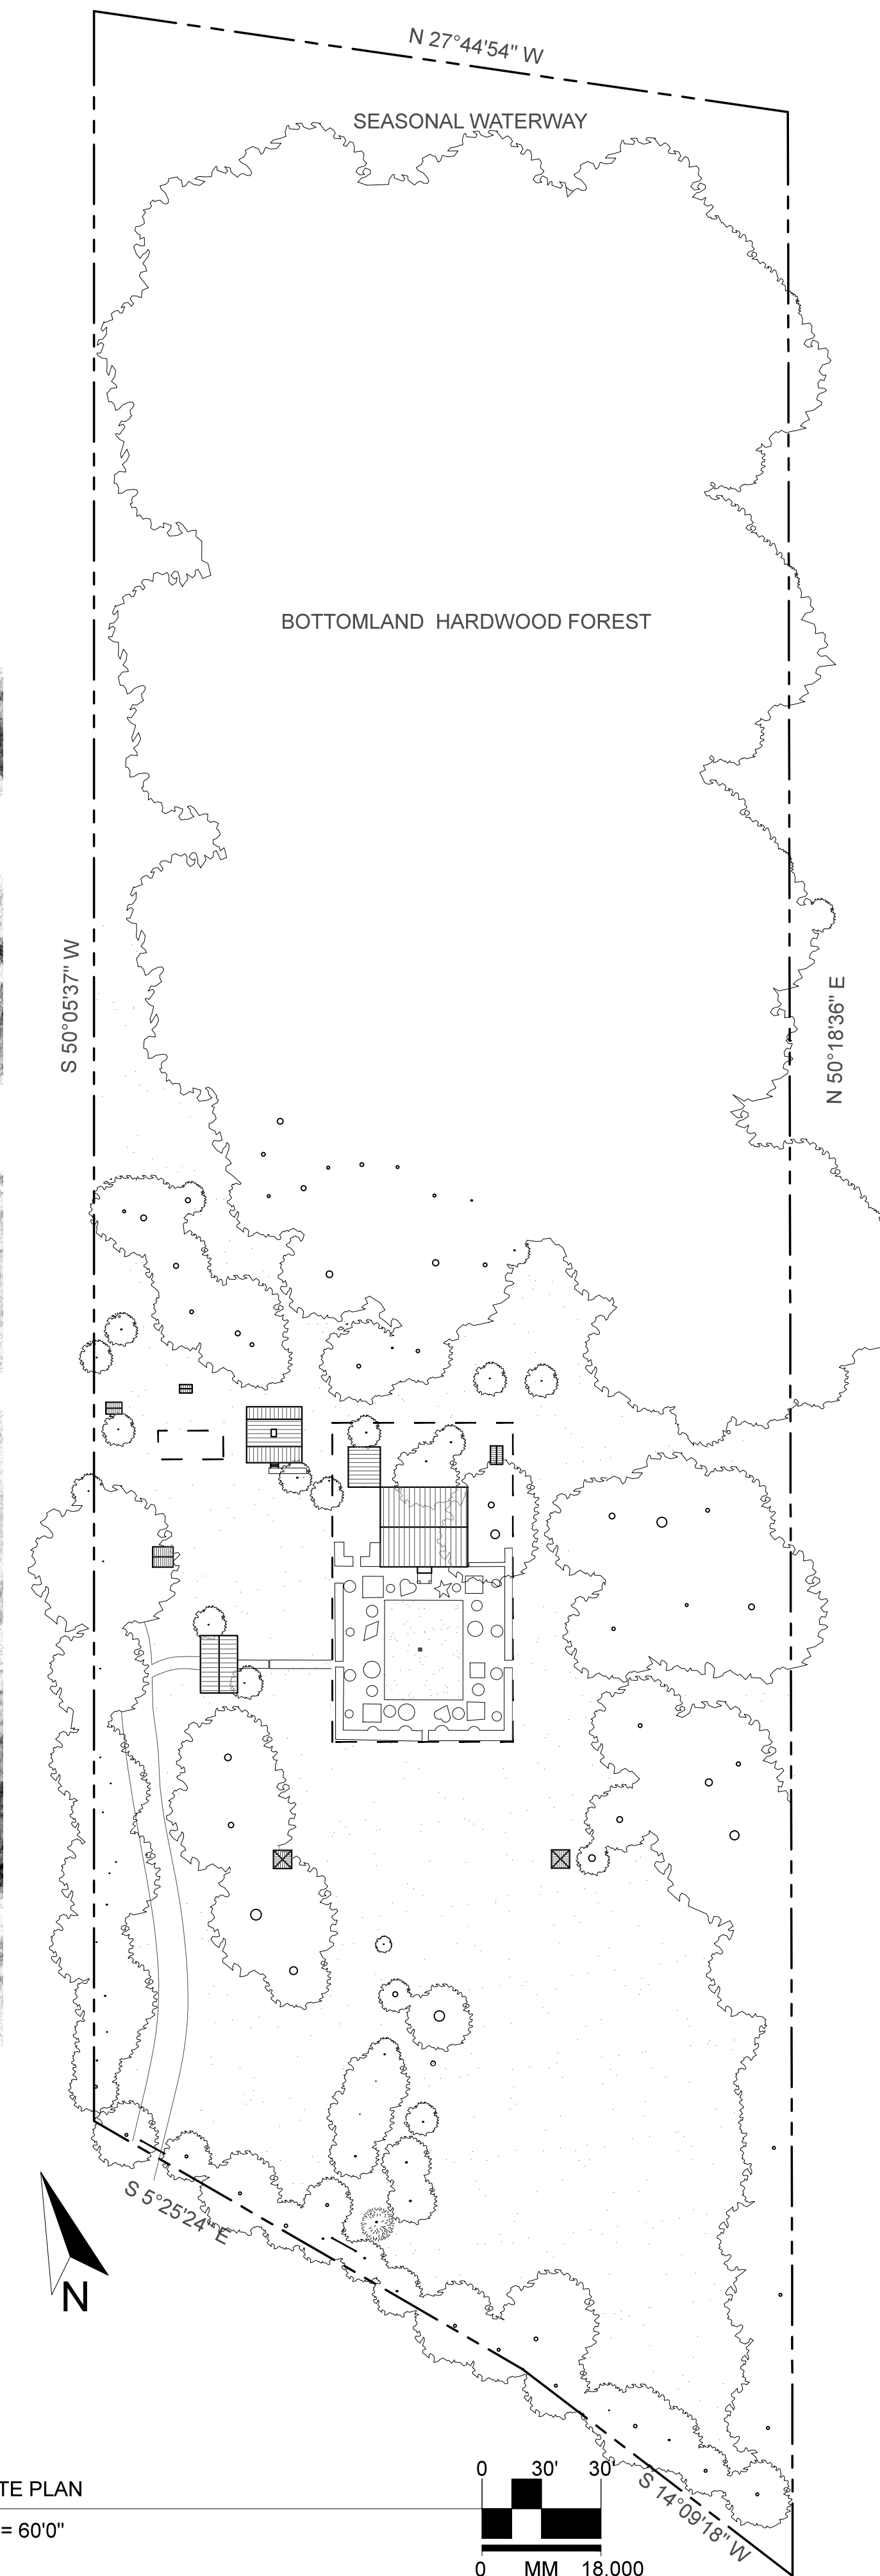 N 27°44'54" W
SEASONAL WATERWAY
BOTTOMLAND HARDWOOD FOREST
S 50°05'37" W
N 50°18'36" E
S 5°25'24" E
N
TE PLAN
= 60'0"
0 30' 30'
0 MM 18,000
S 14°09'18" W